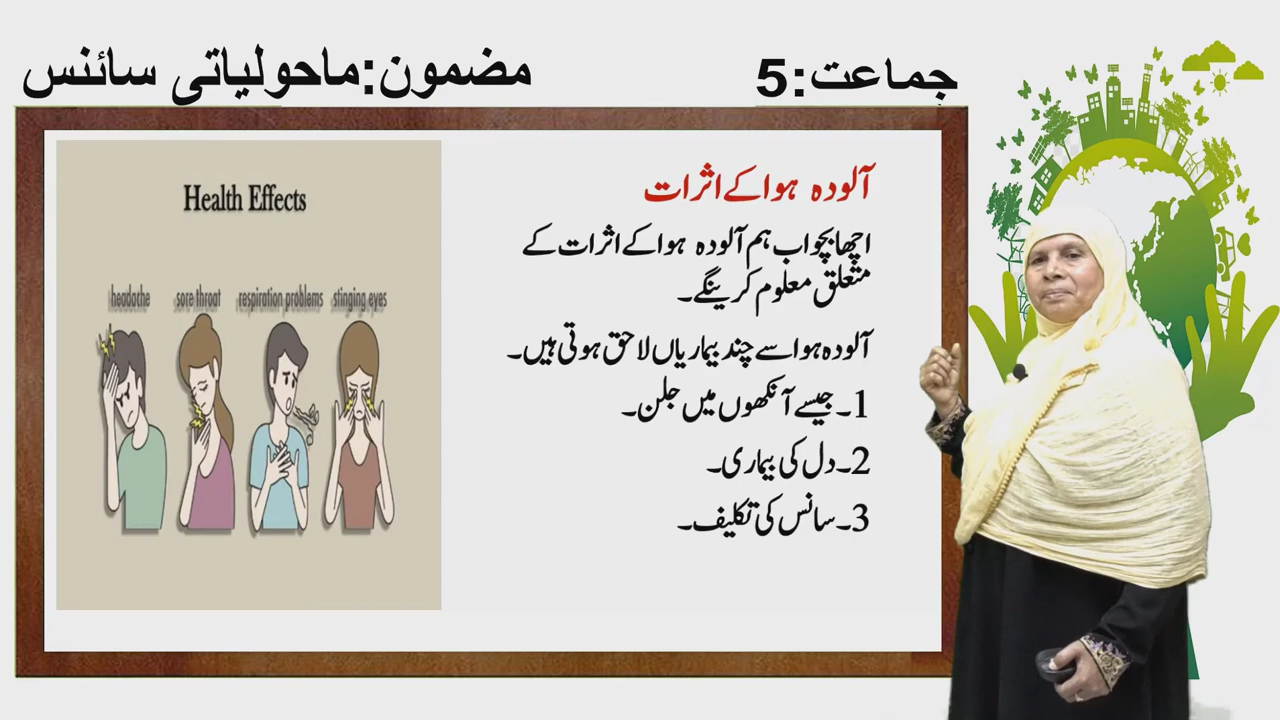 جماعت:5
مضمون:ماحولیاتی سائنس
آلودہ ہوا کے اثرات
اچھا بچو اب ہم آلودہ ہوا کے اثرات کے
متعلق معلوم کرینگے۔
آلودہ ہوا سے چند بیماریاں لاحق ہوتی ہیں۔
1۔ جیسے آنکھوں میں جلن۔
2۔ دل کی بیماری۔
3۔ سانس کی تکلیف۔
Health Effects
headache sore throat respiration problems stinging eyes